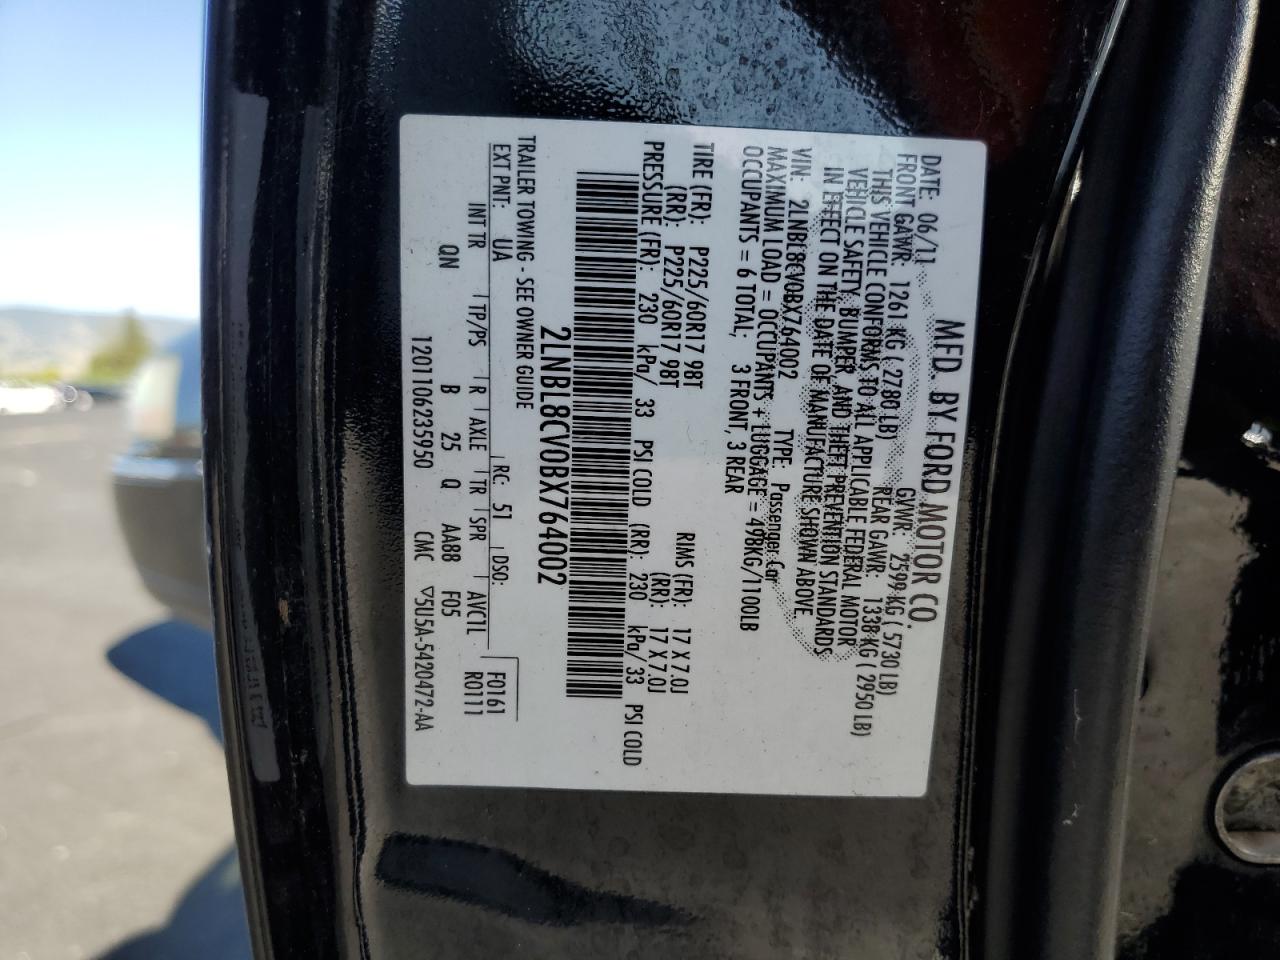 MFD. BY FORD MOTOR CO.
DATE: 06/11 GVWR: 2599 KG ( 5730 LB)
FRONT GAWR: 1261 KG ( 2780 LB) REAR GAWR: 1338 KG ( 2950 LB)
THIS VEHICLE CONFORMS TO ALL APPLICABLE FEDERAL MOTOR
VEHICLE SAFETY, BUMPER, AND THEFT PREVENTION STANDARDS
IN EFFECT ON THE DATE OF MANUFACTURE SHOWN ABOVE.
VIN: 2LNBL8CV0BX764002 TYPE: Passenger Car
MAXIMUM LOAD = OCCUPANTS + LUGGAGE = 498KG/1100LB
OCCUPANTS = 6 TOTAL, 3 FRONT, 3 REAR
TIRE (FR): P225/60R17 98T RIMS (FR): 17 X 7.0J
(RR): P225/60R17 98T (RR): 17 X 7.0J
PRESSURE (FR): 230 kPa/ 33 PSI COLD (RR): 230 kPa/ 33 PSI COLD
2LNBL8CV0BX764002
TRAILER TOWING - SEE OWNER GUIDE
EXT PNT: UA RC: 51 DSO: F0161
INT TR TP/PS R AXLE TR SPR AVC1L R0111
QN B 25 Q AA88 F05
1201106235950 CMC ▽5U5A-5420472-AA